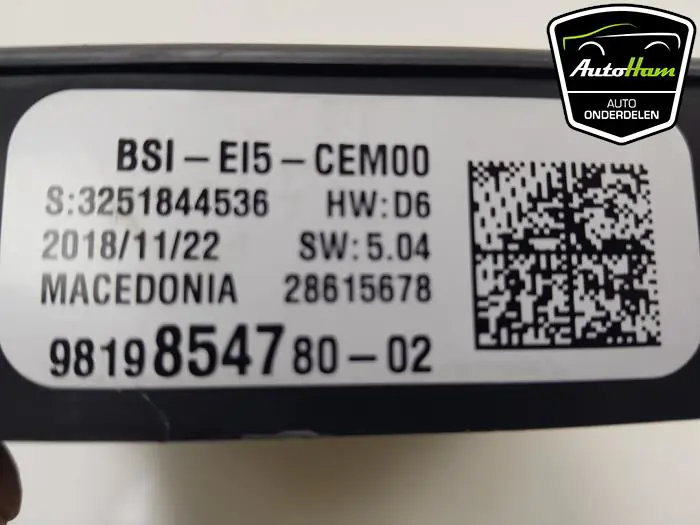 AutoHam
AUTO
ONDERDELEN
BSI-EI5-CEM00
S:3251844536 HW:D6
2018/11/22 SW:5.04
MACEDONIA 28615678
9819854780-02